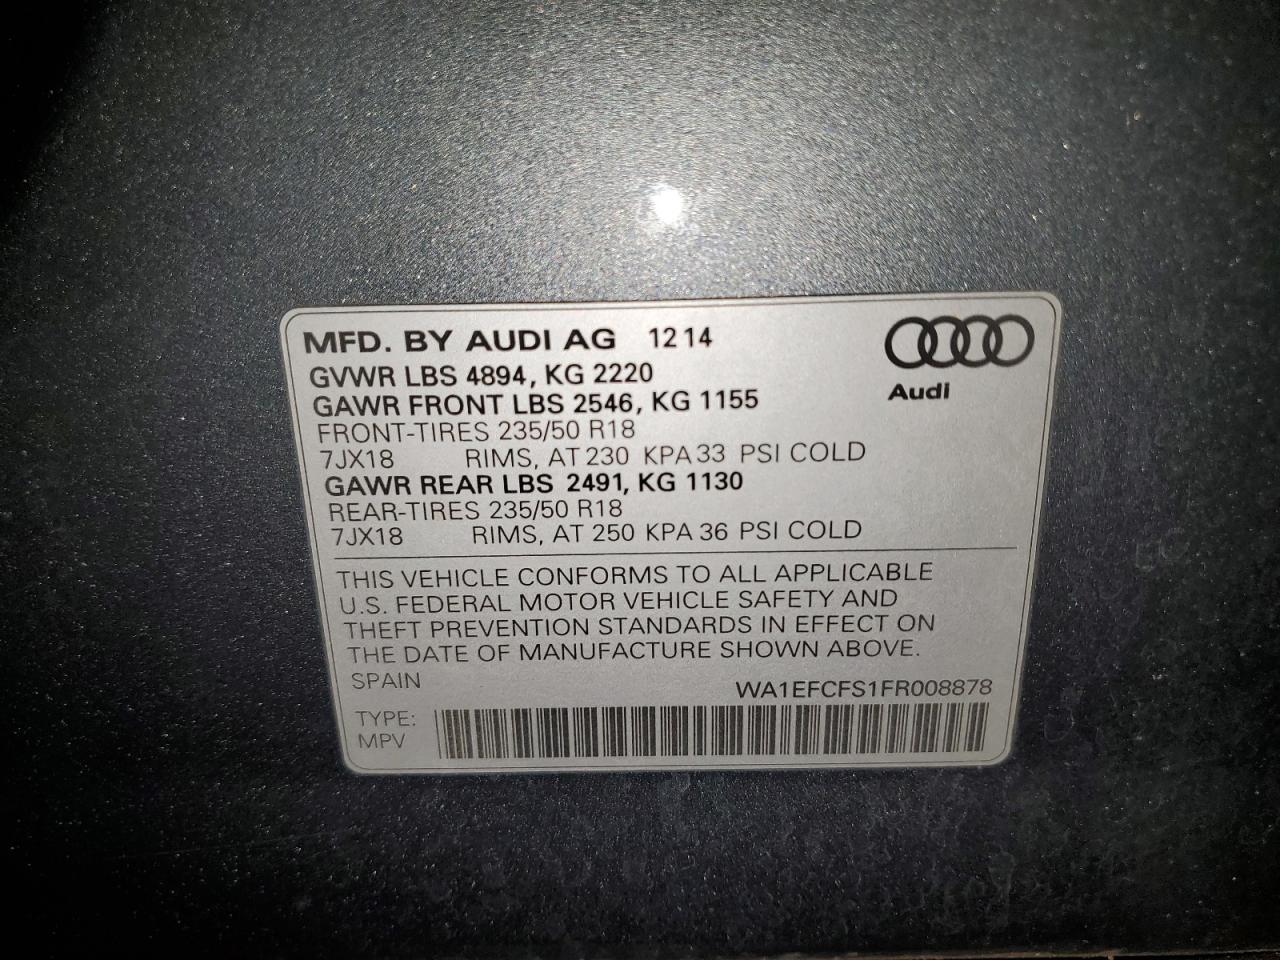 MFD. BY AUDI AG 12 14
Audi
GVWR LBS 4894, KG 2220
GAWR FRONT LBS 2546, KG 1155
FRONT-TIRES 235/50 R18
7JX18 RIMS, AT 230 KPA 33 PSI COLD
GAWR REAR LBS 2491, KG 1130
REAR-TIRES 235/50 R18
7JX18 RIMS, AT 250 KPA 36 PSI COLD
THIS VEHICLE CONFORMS TO ALL APPLICABLE
U.S. FEDERAL MOTOR VEHICLE SAFETY AND
THEFT PREVENTION STANDARDS IN EFFECT ON
THE DATE OF MANUFACTURE SHOWN ABOVE.
SPAIN
WA1EFCFS1FR008878
TYPE:
MPV